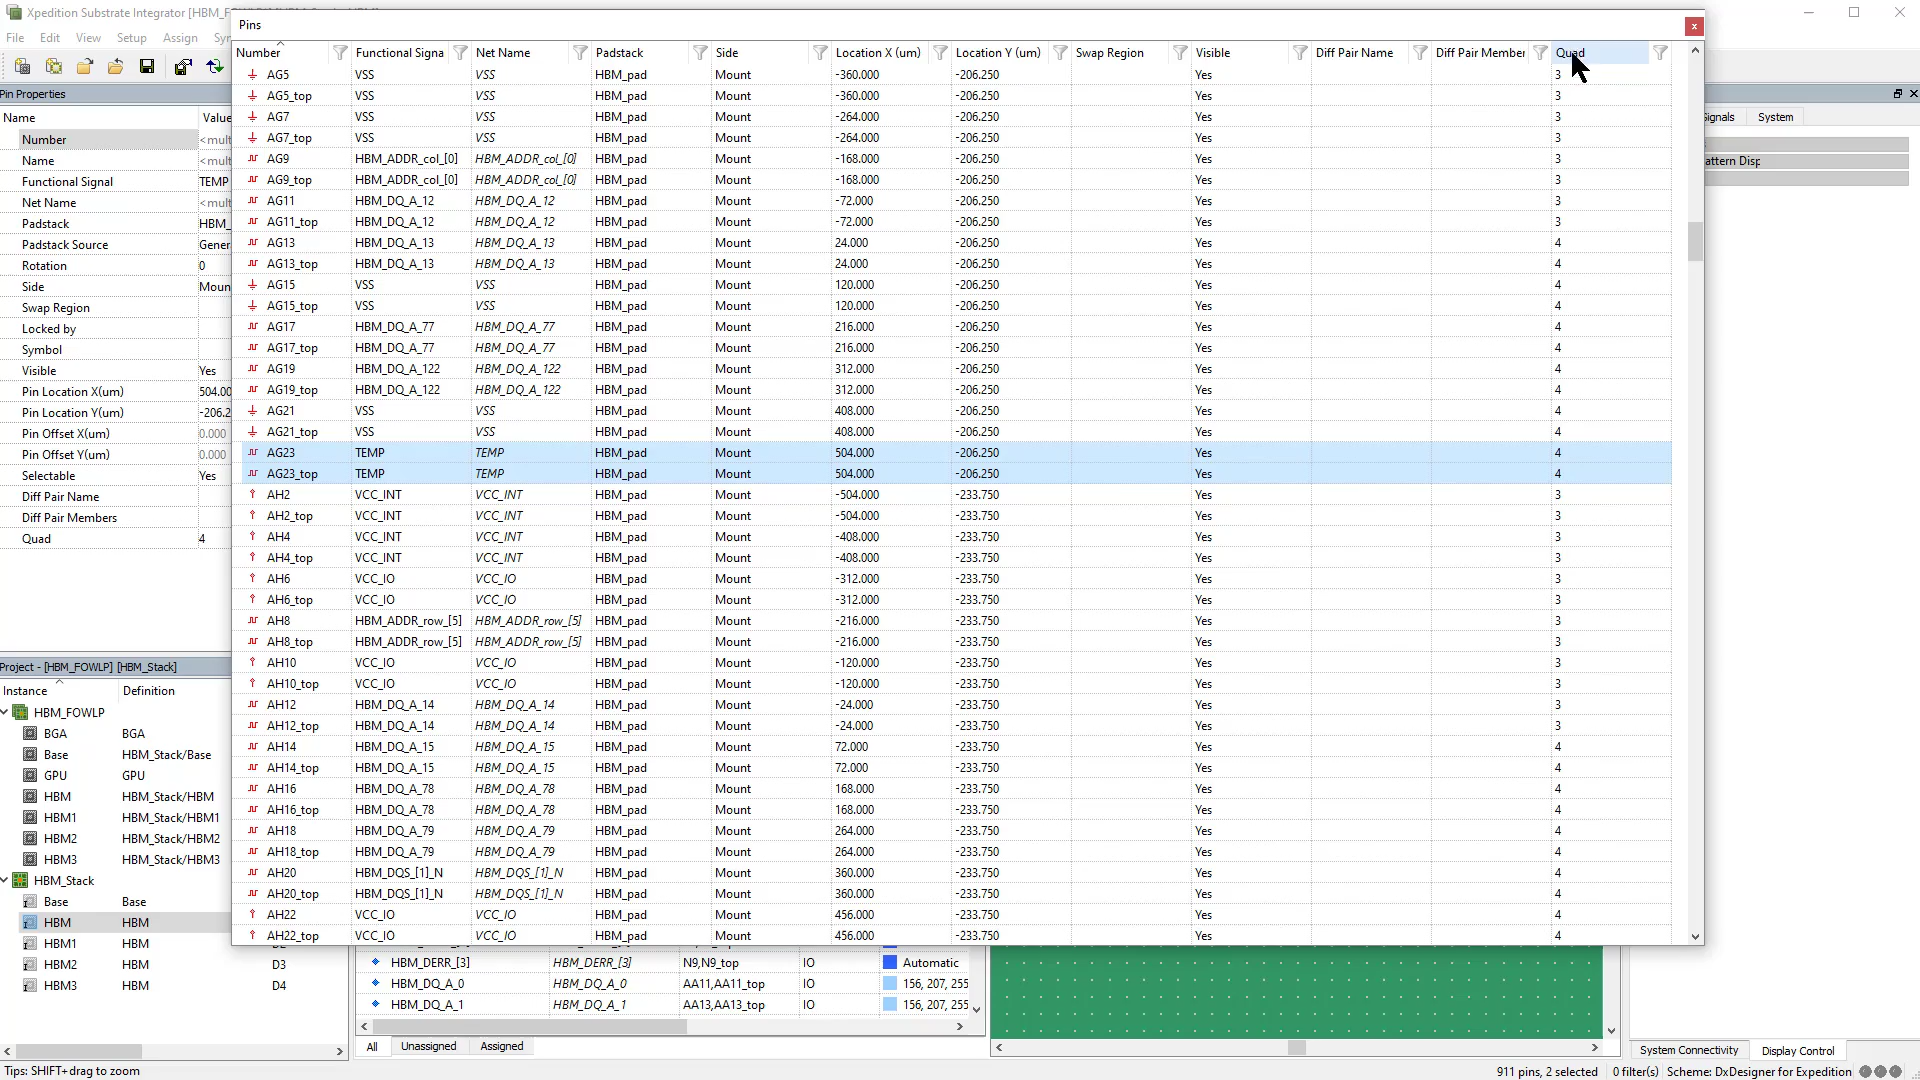 Xpedition Substrate Integrator [HBM_F
Pins
File Edit View Setup Assign Sy
Number Functional Signa Net Name Padstack Side Location X (um) Location Y (um) Swap Region Visible Diff Pair Name Diff Pair Member Quad
AG5 VSS VSS HBM_pad Mount -360.000 -206.250 Yes 3
AG5_top VSS VSS HBM_pad Mount -360.000 -206.250 Yes 3
AG7 VSS VSS HBM_pad Mount -264.000 -206.250 Yes 3
AG7_top VSS VSS HBM_pad Mount -264.000 -206.250 Yes 3
AG9 HBM_ADDR_col_[0] HBM_ADDR_col_[0] HBM_pad Mount -168.000 -206.250 Yes 3
AG9_top HBM_ADDR_col_[0] HBM_ADDR_col_[0] HBM_pad Mount -168.000 -206.250 Yes 3
AG11 HBM_DQ_A_12 HBM_DQ_A_12 HBM_pad Mount -72.000 -206.250 Yes 3
AG11_top HBM_DQ_A_12 HBM_DQ_A_12 HBM_pad Mount -72.000 -206.250 Yes 3
AG13 HBM_DQ_A_13 HBM_DQ_A_13 HBM_pad Mount 24.000 -206.250 Yes 4
AG13_top HBM_DQ_A_13 HBM_DQ_A_13 HBM_pad Mount 24.000 -206.250 Yes 4
AG15 VSS VSS HBM_pad Mount 120.000 -206.250 Yes 4
AG15_top VSS VSS HBM_pad Mount 120.000 -206.250 Yes 4
AG17 HBM_DQ_A_77 HBM_DQ_A_77 HBM_pad Mount 216.000 -206.250 Yes 4
AG17_top HBM_DQ_A_77 HBM_DQ_A_77 HBM_pad Mount 216.000 -206.250 Yes 4
AG19 HBM_DQ_A_122 HBM_DQ_A_122 HBM_pad Mount 312.000 -206.250 Yes 4
AG19_top HBM_DQ_A_122 HBM_DQ_A_122 HBM_pad Mount 312.000 -206.250 Yes 4
AG21 VSS VSS HBM_pad Mount 408.000 -206.250 Yes 4
AG21_top VSS VSS HBM_pad Mount 408.000 -206.250 Yes 4
AG23 TEMP TEMP HBM_pad Mount 504.000 -206.250 Yes 4
AG23_top TEMP TEMP HBM_pad Mount 504.000 -206.250 Yes 4
AH2 VCC_INT VCC_INT HBM_pad Mount -504.000 -233.750 Yes 3
AH2_top VCC_INT VCC_INT HBM_pad Mount -504.000 -233.750 Yes 3
AH4 VCC_INT VCC_INT HBM_pad Mount -408.000 -233.750 Yes 3
AH4_top VCC_INT VCC_INT HBM_pad Mount -408.000 -233.750 Yes 3
AH6 VCC_IO VCC_IO HBM_pad Mount -312.000 -233.750 Yes 3
AH6_top VCC_IO VCC_IO HBM_pad Mount -312.000 -233.750 Yes 3
AH8 HBM_ADDR_row_[5] HBM_ADDR_row_[5] HBM_pad Mount -216.000 -233.750 Yes 3
AH8_top HBM_ADDR_row_[5] HBM_ADDR_row_[5] HBM_pad Mount -216.000 -233.750 Yes 3
AH10 VCC_IO VCC_IO HBM_pad Mount -120.000 -233.750 Yes 3
AH10_top VCC_IO VCC_IO HBM_pad Mount -120.000 -233.750 Yes 3
AH12 HBM_DQ_A_14 HBM_DQ_A_14 HBM_pad Mount -24.000 -233.750 Yes 3
AH12_top HBM_DQ_A_14 HBM_DQ_A_14 HBM_pad Mount -24.000 -233.750 Yes 3
AH14 HBM_DQ_A_15 HBM_DQ_A_15 HBM_pad Mount 72.000 -233.750 Yes 4
AH14_top HBM_DQ_A_15 HBM_DQ_A_15 HBM_pad Mount 72.000 -233.750 Yes 4
AH16 HBM_DQ_A_78 HBM_DQ_A_78 HBM_pad Mount 168.000 -233.750 Yes 4
AH16_top HBM_DQ_A_78 HBM_DQ_A_78 HBM_pad Mount 168.000 -233.750 Yes 4
AH18 HBM_DQ_A_79 HBM_DQ_A_79 HBM_pad Mount 264.000 -233.750 Yes 4
AH18_top HBM_DQ_A_79 HBM_DQ_A_79 HBM_pad Mount 264.000 -233.750 Yes 4
AH20 HBM_DQS_[1]_N HBM_DQS_[1]_N HBM_pad Mount 360.000 -233.750 Yes 4
AH20_top HBM_DQS_[1]_N HBM_DQS_[1]_N HBM_pad Mount 360.000 -233.750 Yes 4
AH22 VCC_IO VCC_IO HBM_pad Mount 456.000 -233.750 Yes 4
AH22_top VCC_IO VCC_IO HBM_pad Mount 456.000 -233.750 Yes 4
Pin Properties
Name Value
Number <mult
Name <mult
Functional Signal TEMP
Net Name <mult
Padstack HBM_
Padstack Source Gener
Rotation 0
Side Moun
Swap Region
Locked by
Symbol
Visible Yes
Pin Location X(um) 504.00
Pin Location Y(um) -206.2
Pin Offset X(um) 0.000
Pin Offset Y(um) 0.000
Selectable Yes
Diff Pair Name
Diff Pair Members
Quad 4
Project - [HBM_FOWLP] [HBM_Stack]
Instance Definition
HBM_FOWLP
BGA BGA
Base HBM_Stack/Base
GPU GPU
HBM HBM_Stack/HBM
HBM1 HBM_Stack/HBM1
HBM2 HBM_Stack/HBM2
HBM3 HBM_Stack/HBM3
HBM_Stack
Base Base
HBM HBM
HBM1 HBM
HBM2 HBM D3
HBM3 HBM D4
HBM_DERR_[3] HBM_DERR_[3] N9,N9_top IO Automatic
HBM_DQ_A_0 HBM_DQ_A_0 AA11,AA11_top IO 156, 207, 255
HBM_DQ_A_1 HBM_DQ_A_1 AA13,AA13_top IO 156, 207, 255
All Unassigned Assigned
ignals System
attern Disp
System Connectivity Display Control
Tips: SHIFT+drag to zoom
911 pins, 2 selected 0 filter(s) Scheme: DxDesigner for Expedition